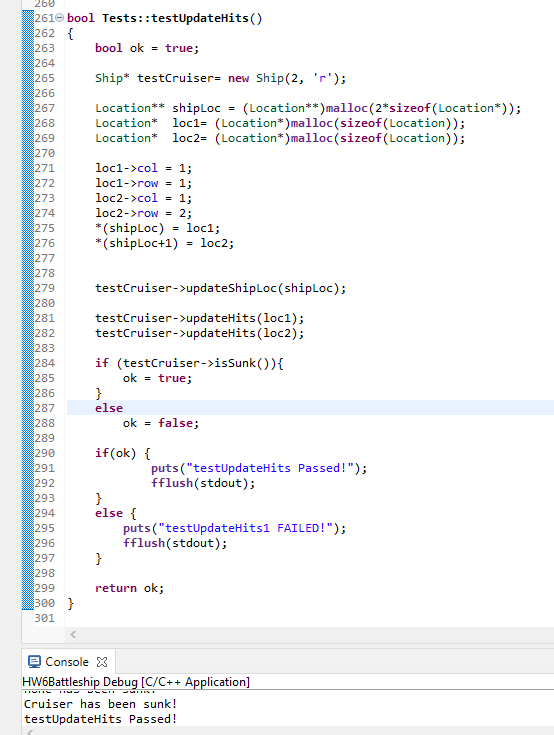 260
261 bool Tests::testUpdateHits()
262 {
263     bool ok = true;
264
265     Ship* testCruiser= new Ship(2, 'r');
266
267     Location** shipLoc = (Location**)malloc(2*sizeof(Location*));
268     Location*  loc1= (Location*)malloc(sizeof(Location));
269     Location*  loc2= (Location*)malloc(sizeof(Location));
270
271     loc1->col = 1;
272     loc1->row = 1;
273     loc2->col = 1;
274     loc2->row = 2;
275     *(shipLoc) = loc1;
276     *(shipLoc+1) = loc2;
277
278
279     testCruiser->updateShipLoc(shipLoc);
280
281     testCruiser->updateHits(loc1);
282     testCruiser->updateHits(loc2);
283
284     if (testCruiser->isSunk()){
285         ok = true;
286     }
287     else
288         ok = false;
289
290     if(ok) {
291             puts("testUpdateHits Passed!");
292             fflush(stdout);
293     }
294     else {
295         puts("testUpdateHits1 FAILED!");
296         fflush(stdout);
297     }
298
299     return ok;
300 }
301
Console
HW6Battleship Debug [C/C++ Application]
None has been sunk!
Cruiser has been sunk!
testUpdateHits Passed!